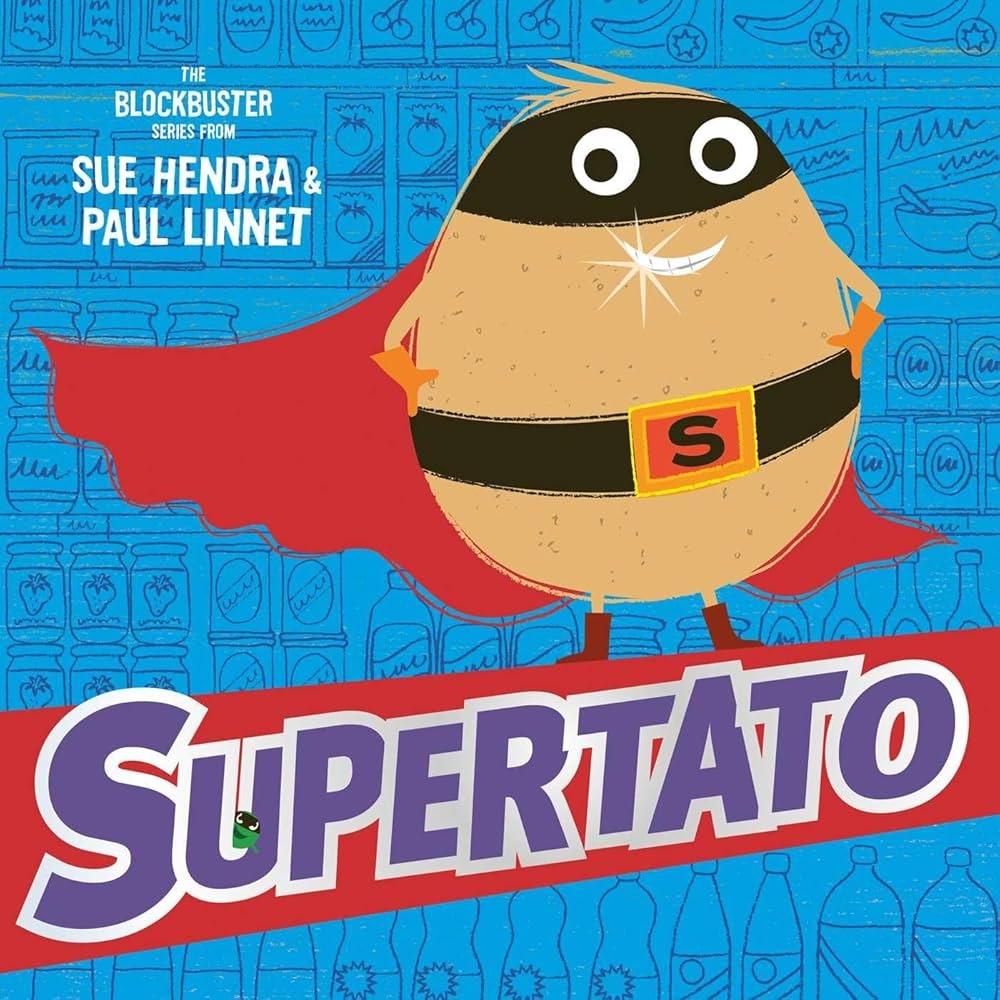 THE
BLOCKBUSTER
SERIES FROM
SUE HENDRA &
PAUL LINNET
S
SUPERTATO